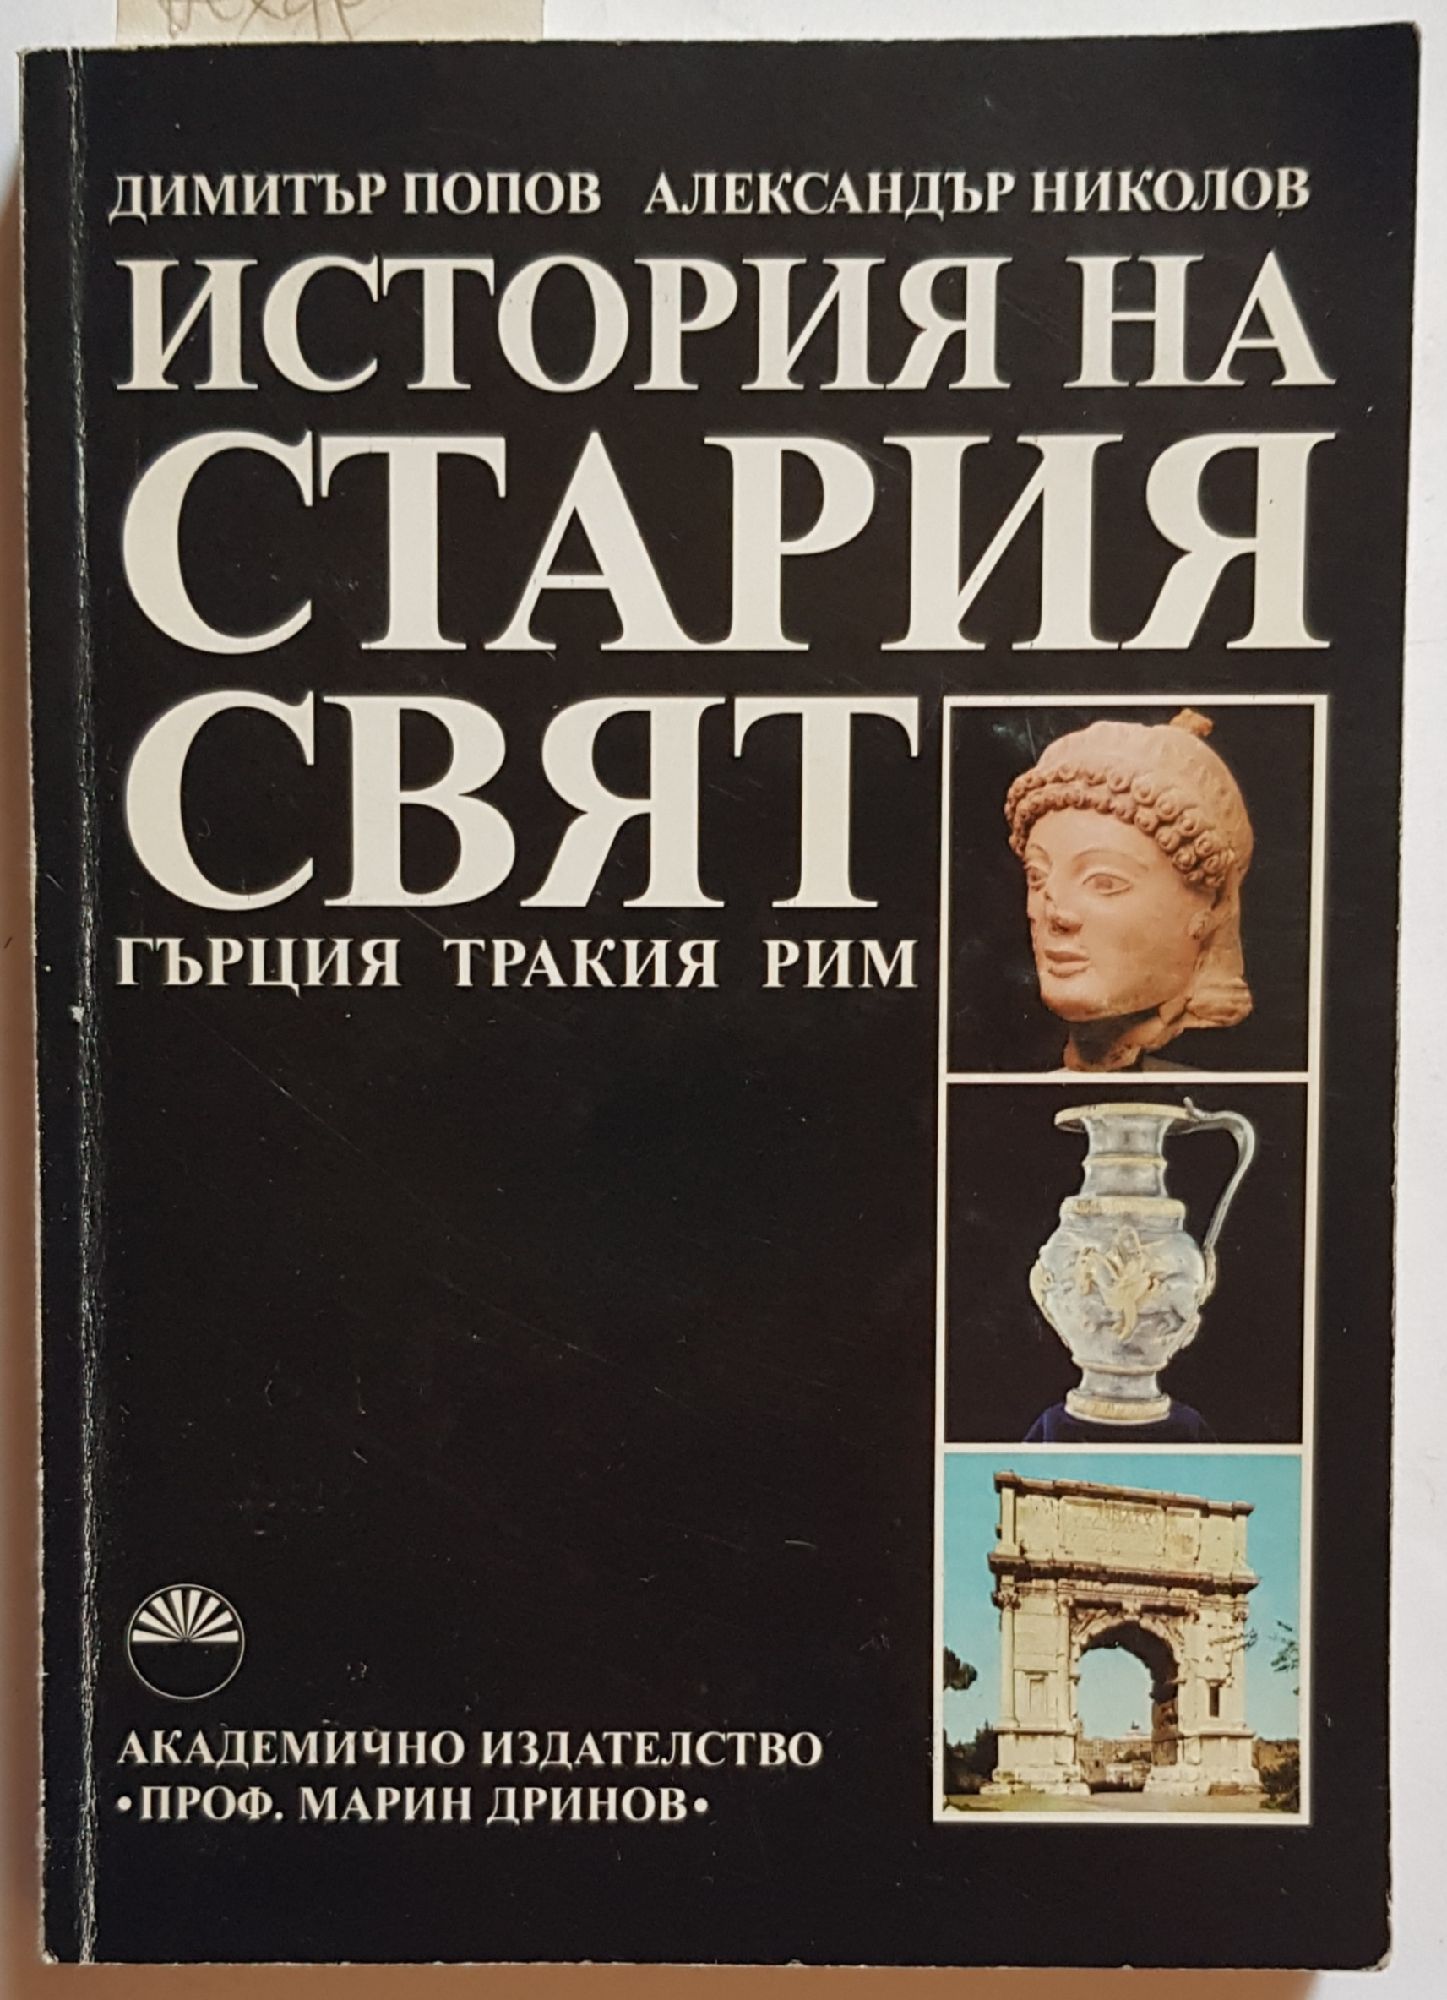 ДИМИТЪР ПОПОВ АЛЕКСАНДЪР НИКОЛОВ
ИСТОРИЯ НА
СТАРИЯ
СВЯТ
ГЪРЦИЯ ТРАКИЯ РИМ
АКАДЕМИЧНО ИЗДАТЕЛСТВО
•ПРОФ. МАРИН ДРИНОВ•